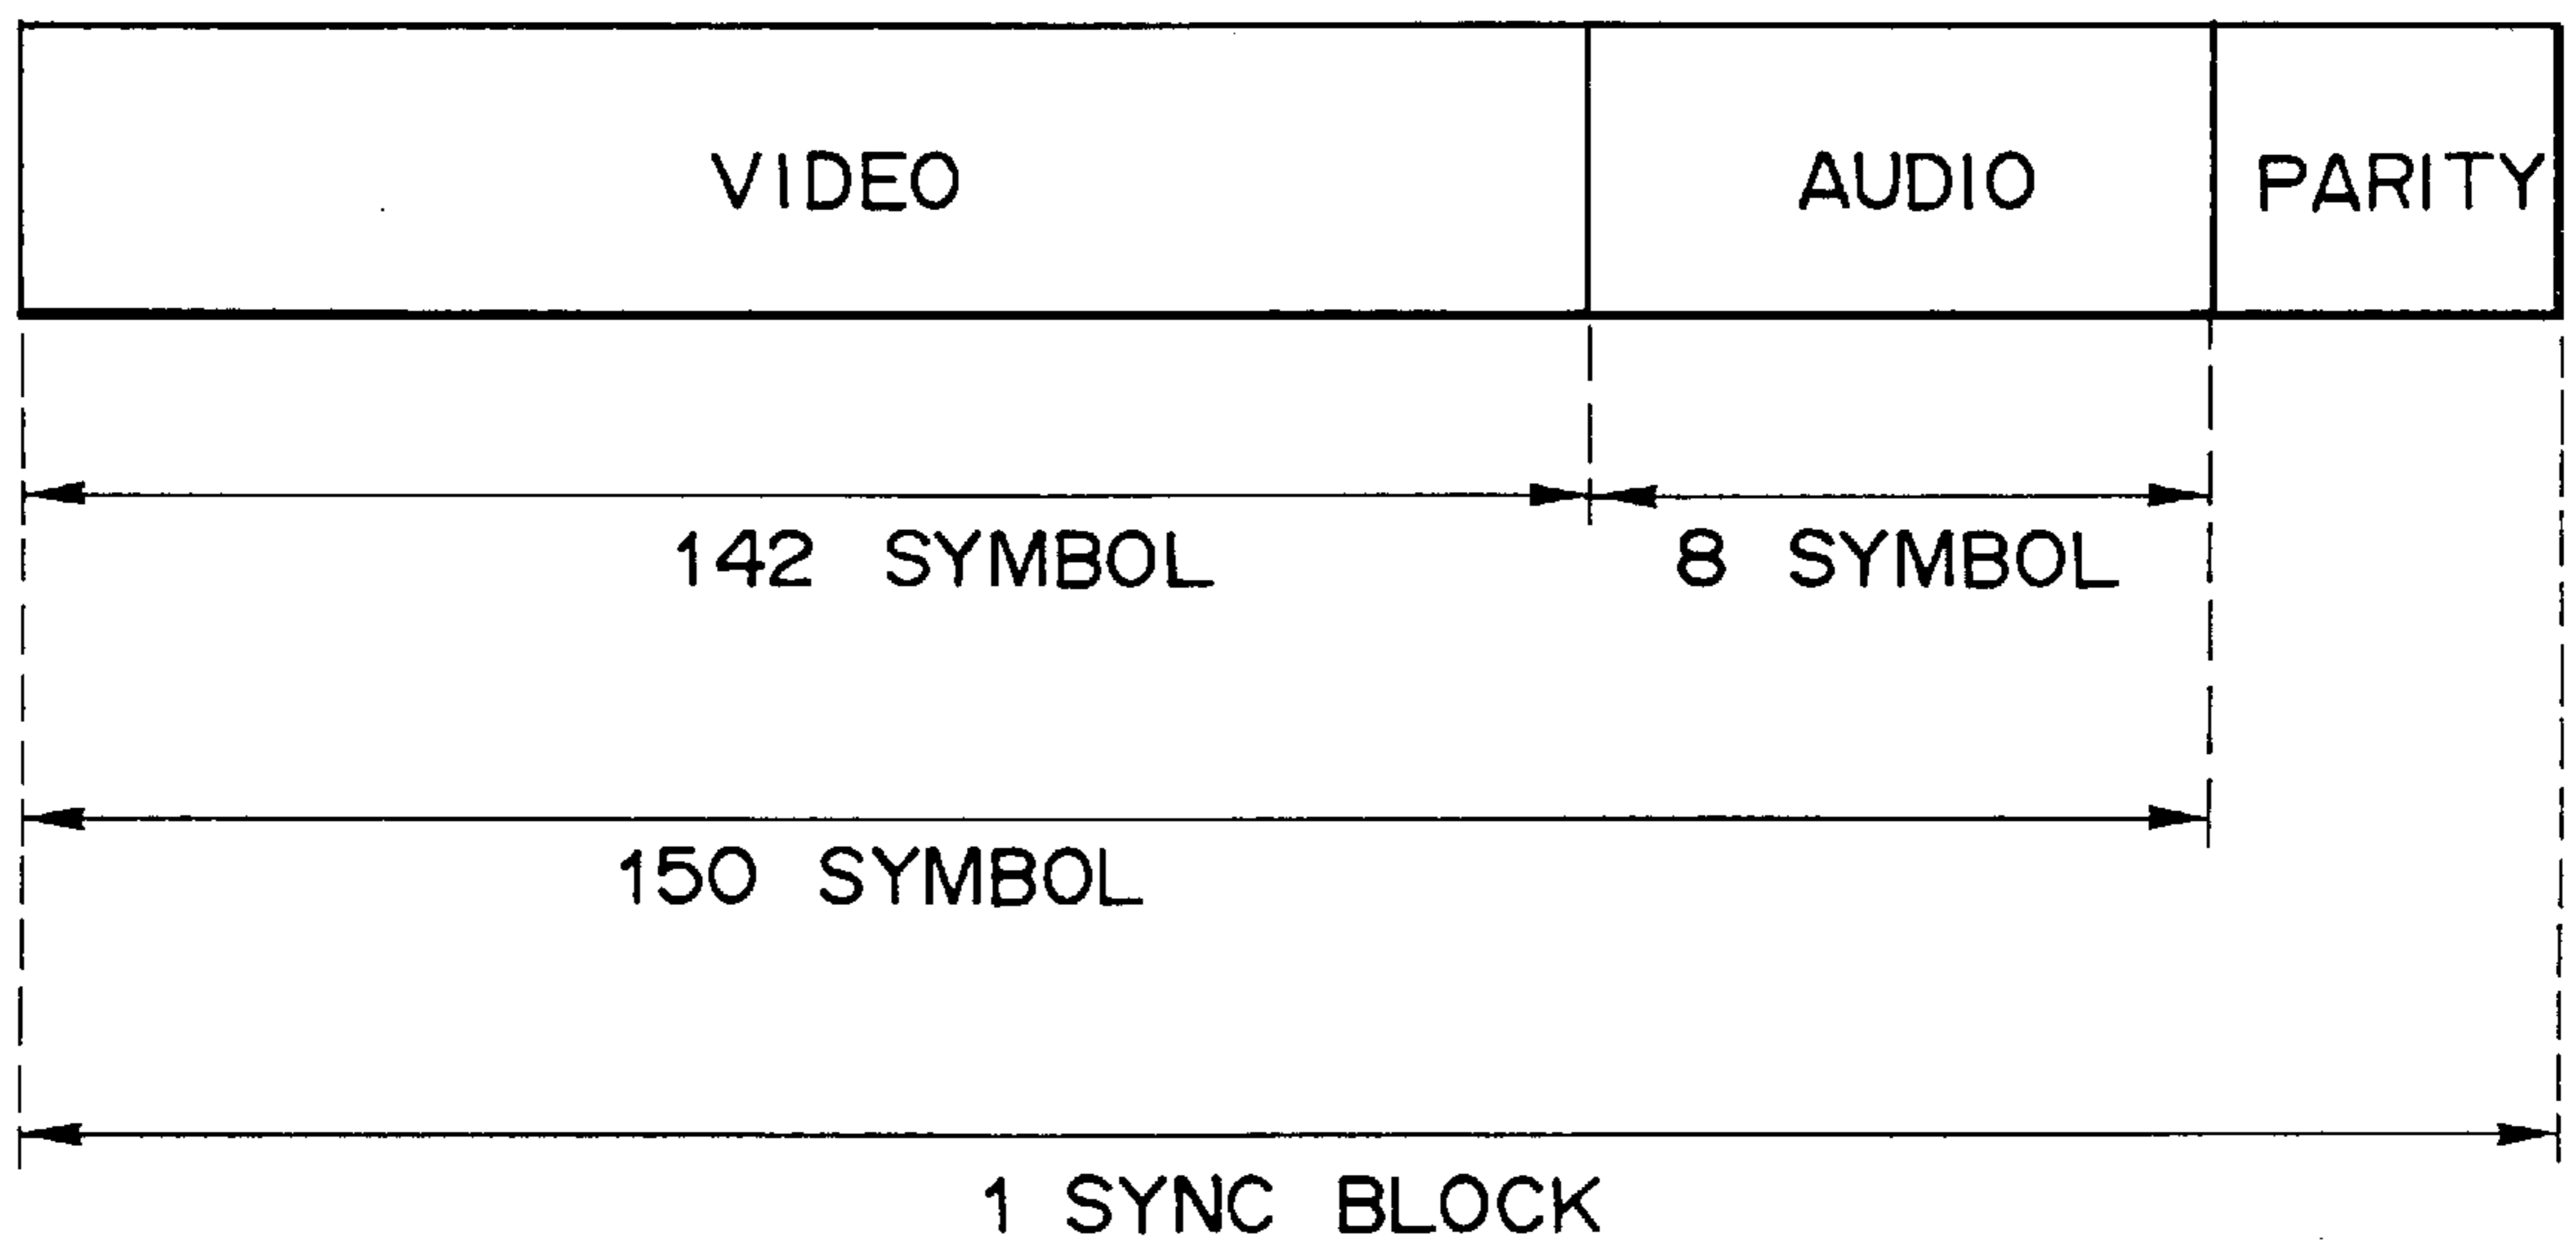 VIDEO AUDIO PARITY
142 SYMBOL 8 SYMBOL
150 SYMBOL
1 SYNC BLOCK